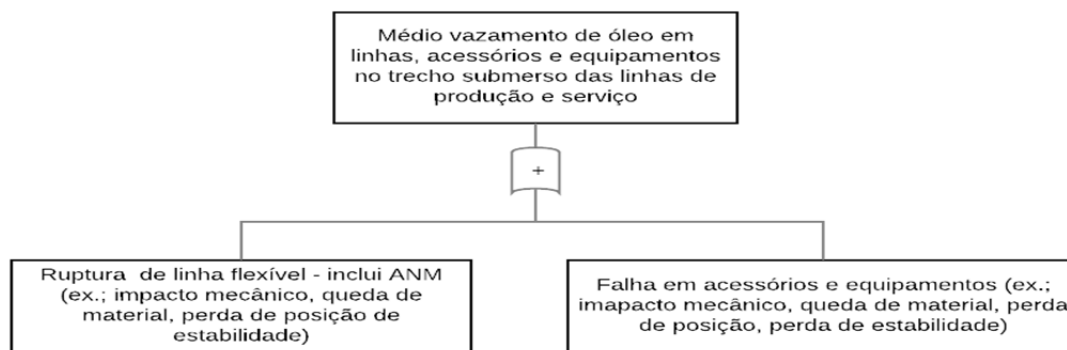 Médio vazamento de óleo em
linhas, acessórios e equipamentos
no trecho submerso das linhas de
produção e serviço
+
Ruptura de linha flexível - inclui ANM
(ex.; impacto mecânico, queda de
material, perda de posição de
estabilidade)
Falha em acessórios e equipamentos (ex.;
imapacto mecânico, queda de material, perda
de posição, perda de estabilidade)